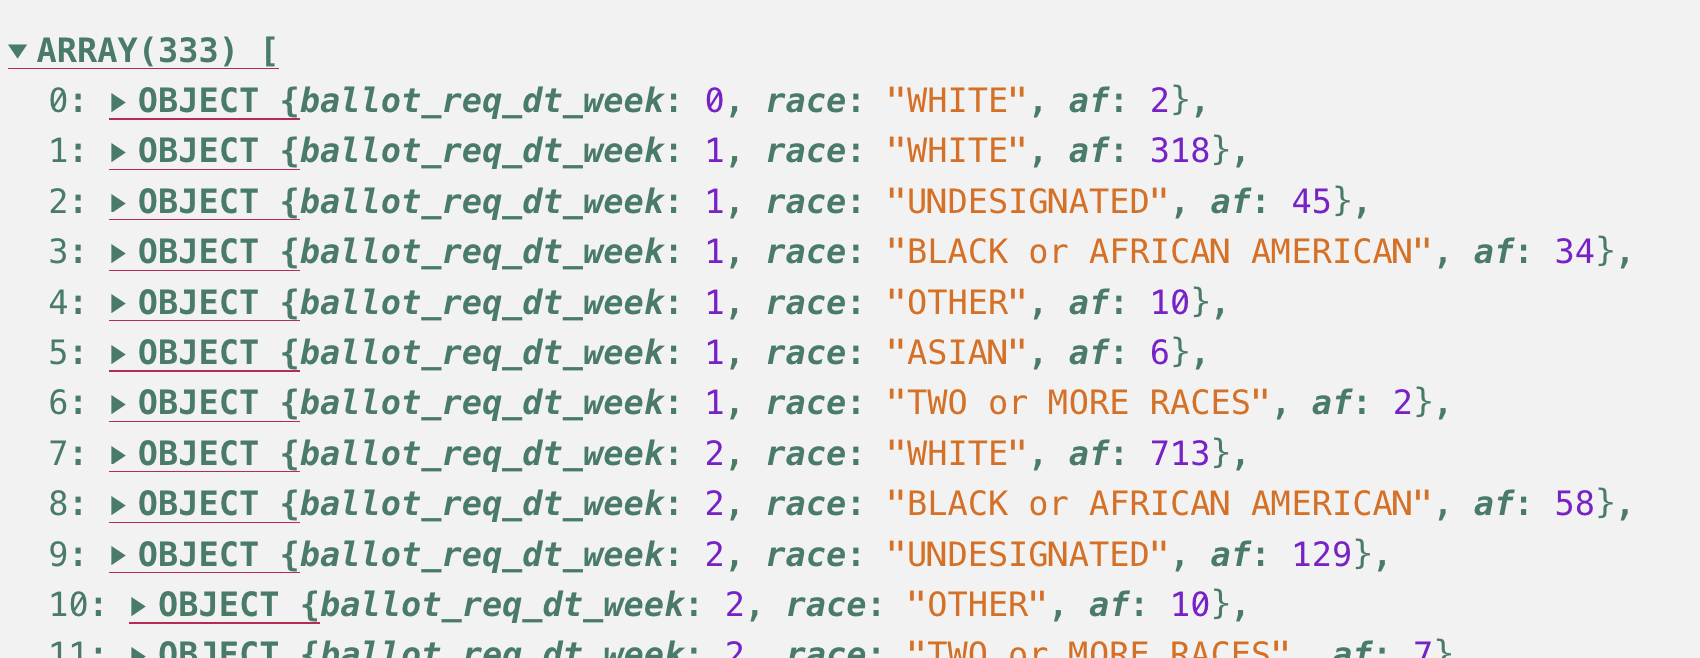 ▼ARRAY(333) [
0: ▶OBJECT {ballot_req_dt_week: 0, race: "WHITE", af: 2},
1: ▶OBJECT {ballot_req_dt_week: 1, race: "WHITE", af: 318},
2: ▶OBJECT {ballot_req_dt_week: 1, race: "UNDESIGNATED", af: 45},
3: ▶OBJECT {ballot_req_dt_week: 1, race: "BLACK or AFRICAN AMERICAN", af: 34},
4: ▶OBJECT {ballot_req_dt_week: 1, race: "OTHER", af: 10},
5: ▶OBJECT {ballot_req_dt_week: 1, race: "ASIAN", af: 6},
6: ▶OBJECT {ballot_req_dt_week: 1, race: "TWO or MORE RACES", af: 2},
7: ▶OBJECT {ballot_req_dt_week: 2, race: "WHITE", af: 713},
8: ▶OBJECT {ballot_req_dt_week: 2, race: "BLACK or AFRICAN AMERICAN", af: 58},
9: ▶OBJECT {ballot_req_dt_week: 2, race: "UNDESIGNATED", af: 129},
10: ▶OBJECT {ballot_req_dt_week: 2, race: "OTHER", af: 10},
11: ▶OBJECT {ballot_req_dt_week: 2, race: "TWO or MORE RACES", af: 7}